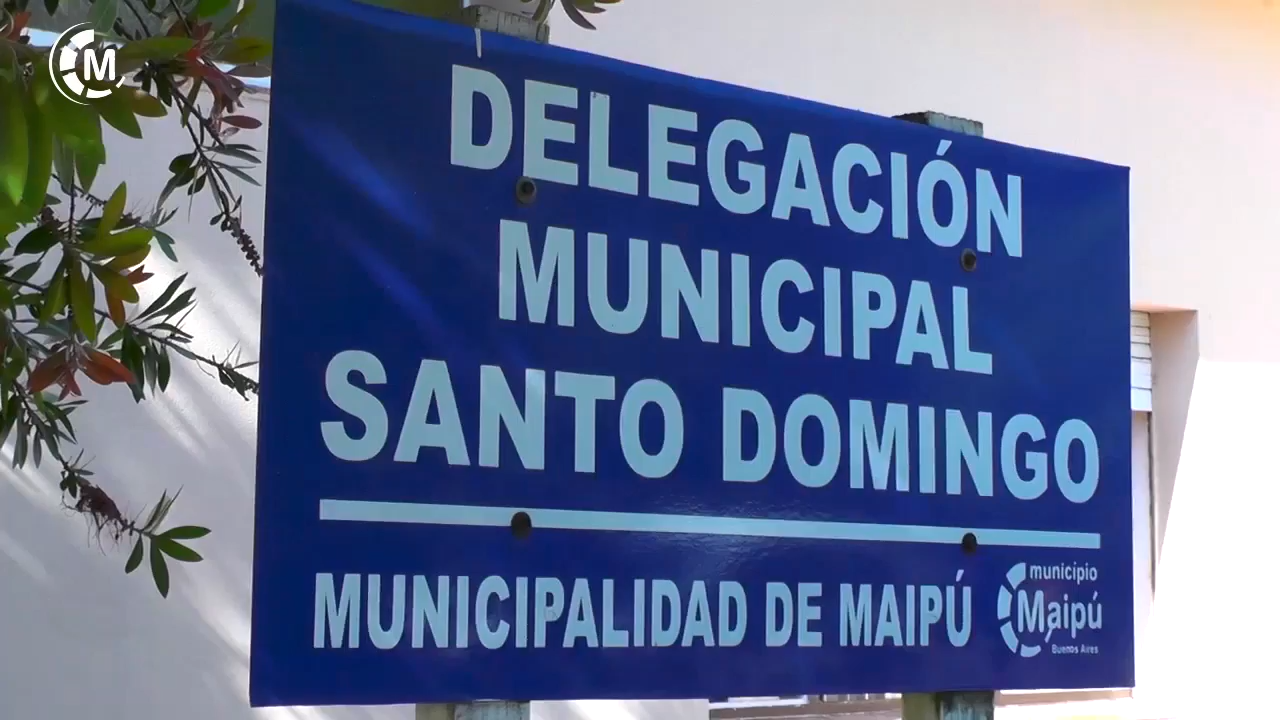 M
DELEGACIÓN
MUNICIPAL
SANTO DOMINGO
MUNICIPALIDAD DE MAIPÚ
municipio
Maipú
Buenos Aires